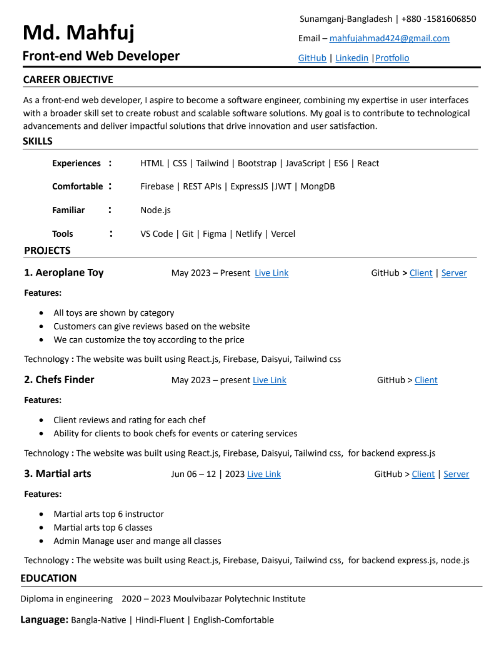 Md. Mahfuj
Sunamganj-Bangladesh | +880 -1581606850
Email – mahfujahmad424@gmail.com
Front-end Web Developer
GitHub | Linkedin |Protfolio
CAREER OBJECTIVE
As a front-end web developer, I aspire to become a software engineer, combining my expertise in user interfaces
with a broader skill set to create robust and scalable software solutions. My goal is to contribute to technological
advancements and deliver impactful solutions that drive innovation and user satisfaction.
SKILLS
Experiences : HTML | CSS | Tailwind | Bootstrap | JavaScript | ES6 | React
Comfortable : Firebase | REST APIs | ExpressJS |JWT | MongDB
Familiar : Node.js
Tools : VS Code | Git | Figma | Netlify | Vercel
PROJECTS
1. Aeroplane Toy May 2023 – Present Live Link GitHub > Client | Server
Features:
• All toys are shown by category
• Customers can give reviews based on the website
• We can customize the toy according to the price
Technology : The website was built using React.js, Firebase, Daisyui, Tailwind css
2. Chefs Finder May 2023 – present Live Link GitHub > Client
Features:
• Client reviews and rating for each chef
• Ability for clients to book chefs for events or catering services
Technology : The website was built using React.js, Firebase, Daisyui, Tailwind css, for backend express.js
3. Martial arts Jun 06 – 12 | 2023 Live Link GitHub > Client | Server
Features:
• Martial arts top 6 instructor
• Martial arts top 6 classes
• Admin Manage user and mange all classes
Technology : The website was built using React.js, Firebase, Daisyui, Tailwind css, for backend express.js, node.js
EDUCATION
Diploma in engineering 2020 – 2023 Moulvibazar Polytechnic Institute
Language: Bangla-Native | Hindi-Fluent | English-Comfortable